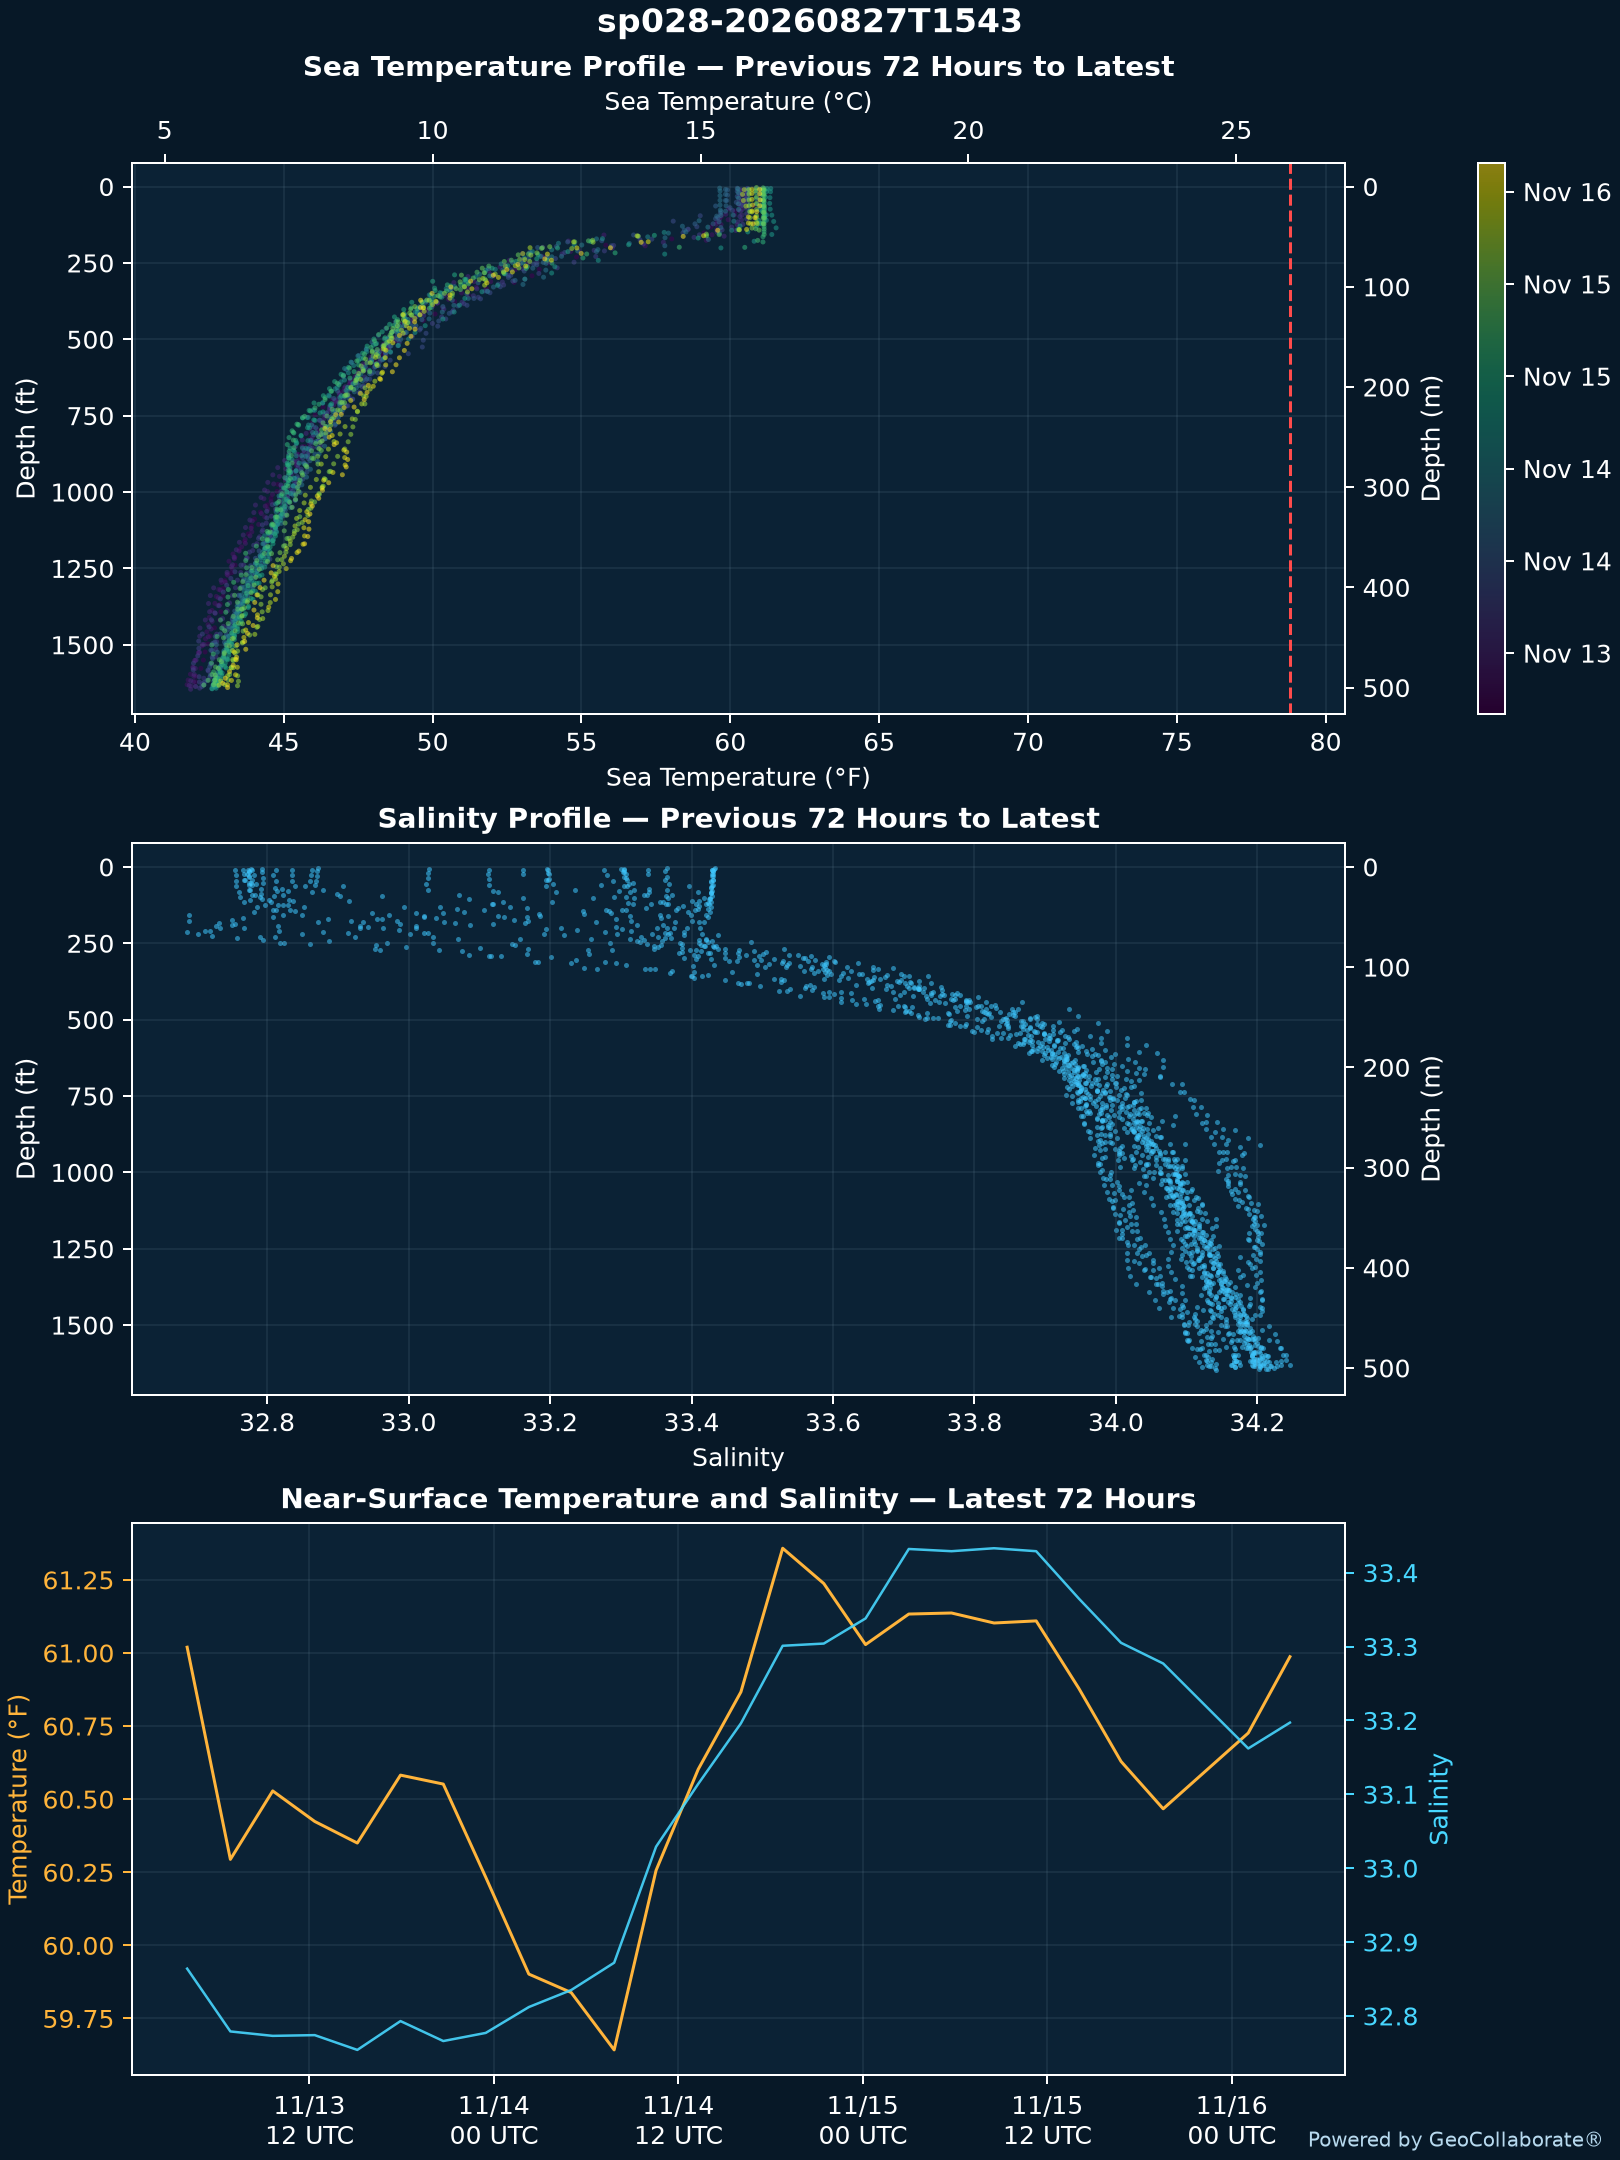 sp028-20260827T1543
Sea Temperature Profile — Previous 72 Hours to Latest
Sea Temperature (°C)
5 10 15 20 25
0
250
500
750
1000
1250
1500
Depth (ft)
0
100
200
300
400
500
Depth (m)
Nov 16
Nov 15
Nov 15
Nov 14
Nov 14
Nov 13
40 45 50 55 60 65 70 75 80
Sea Temperature (°F)
Salinity Profile — Previous 72 Hours to Latest
0
250
500
750
1000
1250
1500
Depth (ft)
0
100
200
300
400
500
Depth (m)
32.8 33.0 33.2 33.4 33.6 33.8 34.0 34.2
Salinity
Near-Surface Temperature and Salinity — Latest 72 Hours
61.25
61.00
60.75
60.50
60.25
60.00
59.75
Temperature (°F)
33.4
33.3
33.2
33.1
33.0
32.9
32.8
Salinity
11/13 11/14 11/14 11/15 11/15 11/16
12 UTC 00 UTC 12 UTC 00 UTC 12 UTC 00 UTC
Powered by GeoCollaborate®